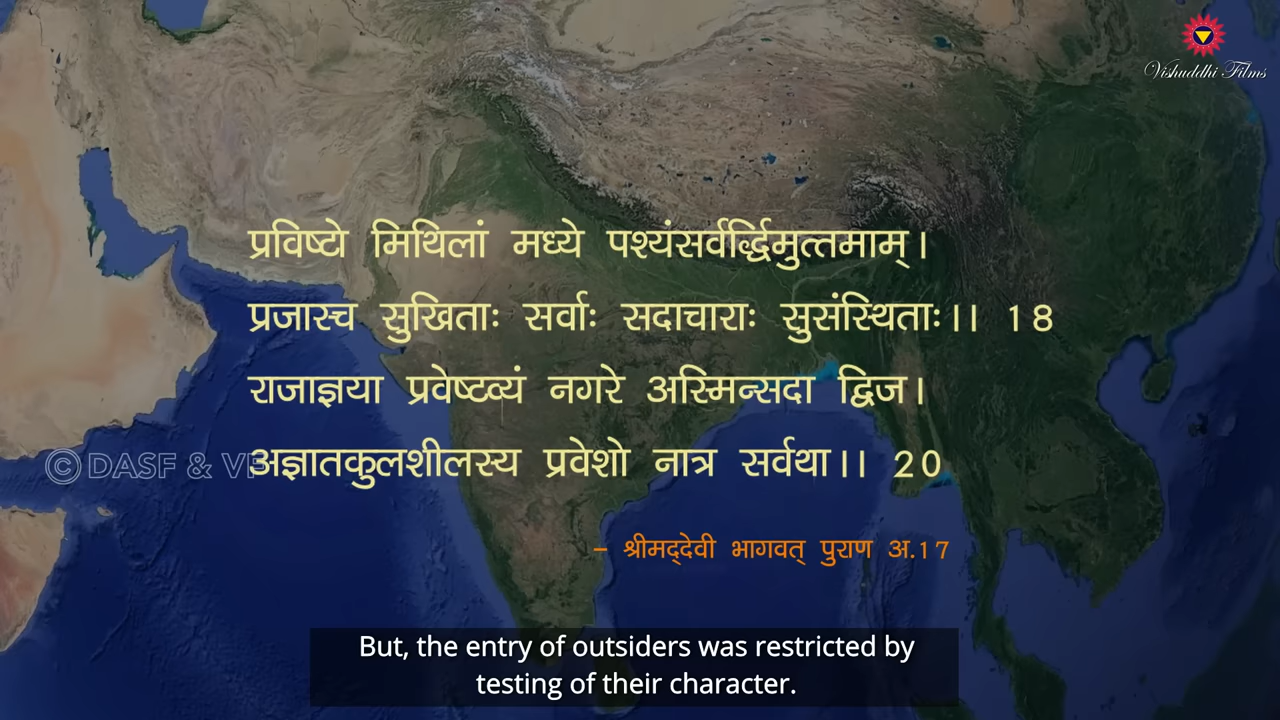 Vishuddhi Films
प्रविष्टो मिथिलां मध्ये पश्यंसर्वर्द्धिमुत्तमाम्।
प्रजास्च सुखिताः सर्वाः सदाचाराः सुसंस्थिताः।। 18
राजाज्ञया प्रवेष्टव्यं नगरे अस्मिन्सदा द्विज।
© DASF & VF
अज्ञातकुलशीलस्य प्रवेशो नात्र सर्वथा।। 20
– श्रीमद्देवी भागवत् पुराण अ.17
But, the entry of outsiders was restricted by
testing of their character.